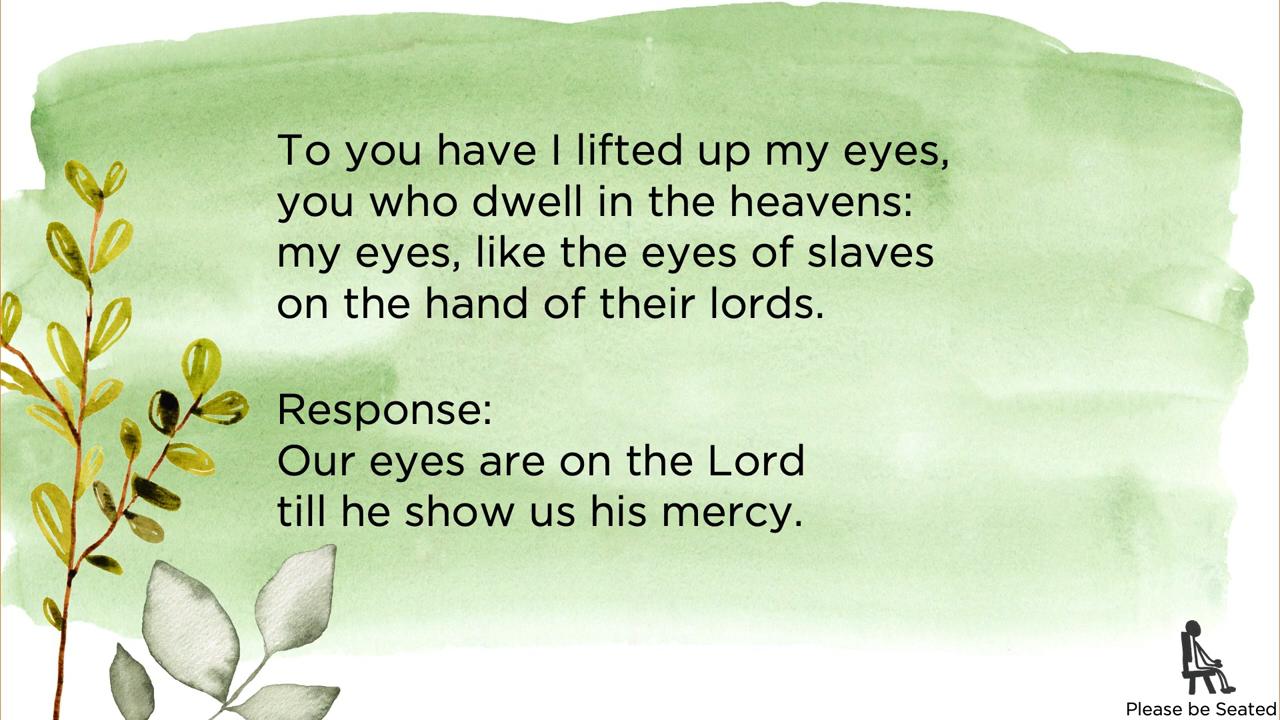 To you have I lifted up my eyes,
you who dwell in the heavens:
my eyes, like the eyes of slaves
on the hand of their lords.
Response:
Our eyes are on the Lord
till he show us his mercy.
Please be Seated